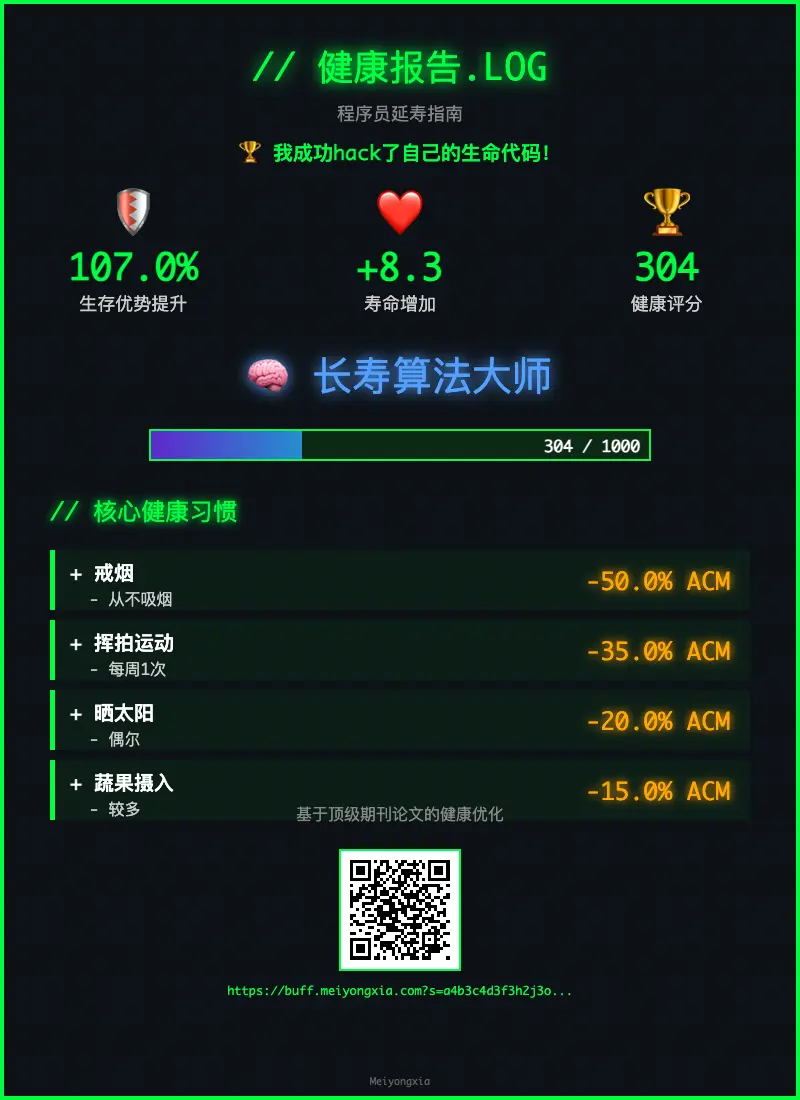 // 健康报告.LOG
程序员延寿指南
🏆 我成功hack了自己的生命代码!
107.0% +8.3 304
生存优势提升 寿命增加 健康评分
🧠 长寿算法大师
304 / 1000
// 核心健康习惯
+ 戒烟 -50.0% ACM
- 从不吸烟
+ 挥拍运动 -35.0% ACM
- 每周1次
+ 晒太阳 -20.0% ACM
- 偶尔
+ 蔬果摄入 -15.0% ACM
- 较多
基于顶级期刊论文的健康优化
https://buff.meiyongxia.com?s=a4b3c4d3f3h2j3o...
Meiyongxia